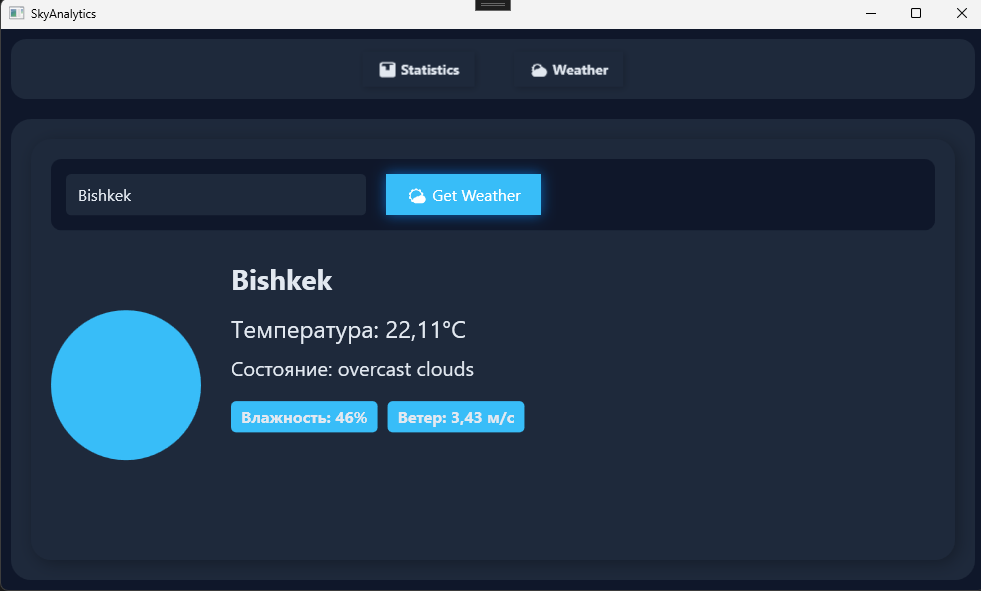 SkyAnalytics
Statistics
Weather
Bishkek
Get Weather
Bishkek
Температура: 22,11°C
Состояние: overcast clouds
Влажность: 46%
Ветер: 3,43 м/с